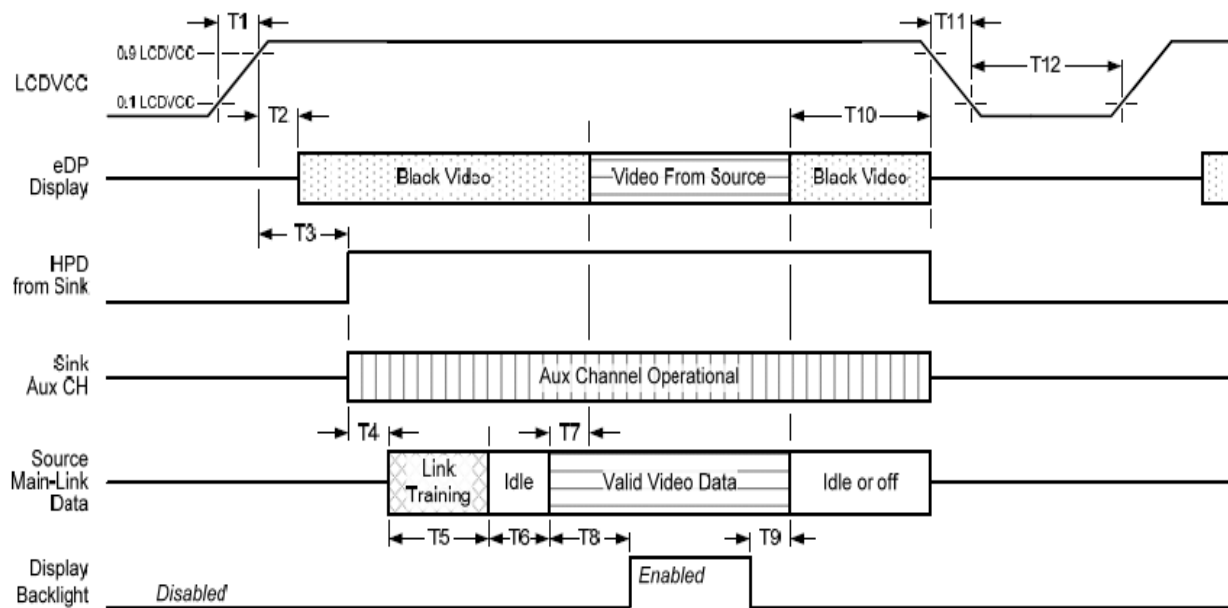 T1
T11
0.9 LCDVCC
LCDVCC
T12
0.1 LCDVCC
T2
T10
eDP
Display
Black Video
Video From Source
Black Video
T3
HPD
from Sink
Sink
Aux CH
Aux Channel Operational
T4
T7
Source
Main-Link
Data
Link
Training
Idle
Valid Video Data
Idle or off
T5
T6
T8
T9
Display
Backlight
Disabled
Enabled